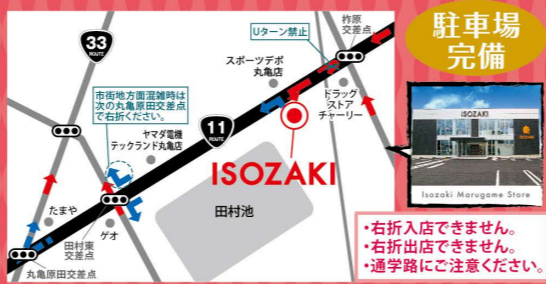 33
ROUTE
Uターン禁止
柞原
交差点
スポーツデポ
丸亀店
ドラッグ
ストア
チャーリー
市街地方面混雑時は
次の丸亀原田交差点
で右折ください。
ヤマダ電機
テックランド丸亀店
11
ROUTE
ISOZAKI
田村池
たまや
田村東
交差点
ゲオ
丸亀原田交差点
駐車場
完備
ISOZAKI
Isozaki Marugame Store
・右折入店できません。
・右折出店できません。
・通学路にご注意ください。